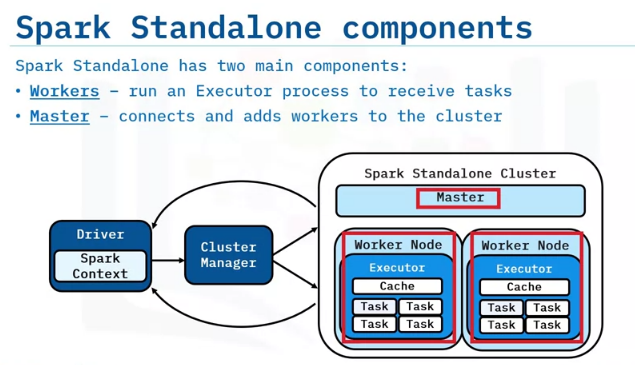 Spark Standalone components
Spark Standalone has two main components:
• Workers – run an Executor process to receive tasks
• Master – connects and adds workers to the cluster
Spark Standalone Cluster
Master
Driver
Spark
Context
Cluster
Manager
Worker Node
Executor
Cache
Task Task
Task Task
Worker Node
Executor
Cache
Task Task
Task Task